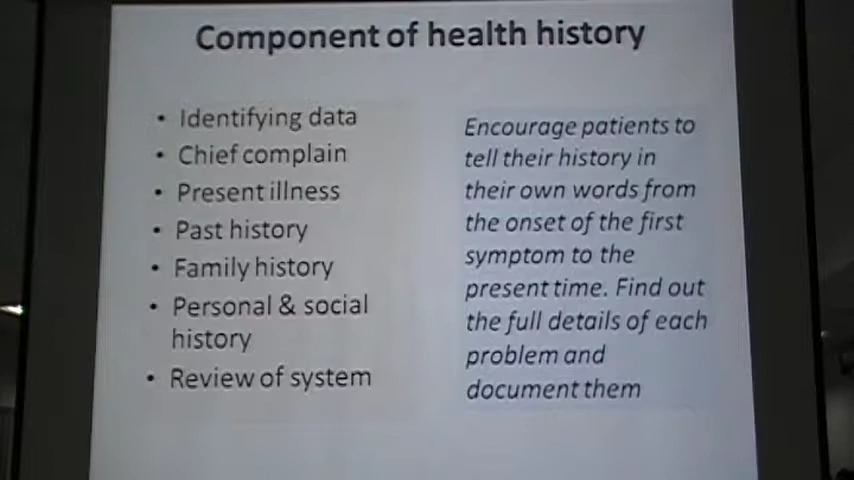 Component of health history
• Identifying data
• Chief complain
• Present illness
• Past history
• Family history
• Personal & social
history
• Review of system
Encourage patients to
tell their history in
their own words from
the onset of the first
symptom to the
present time. Find out
the full details of each
problem and
document them